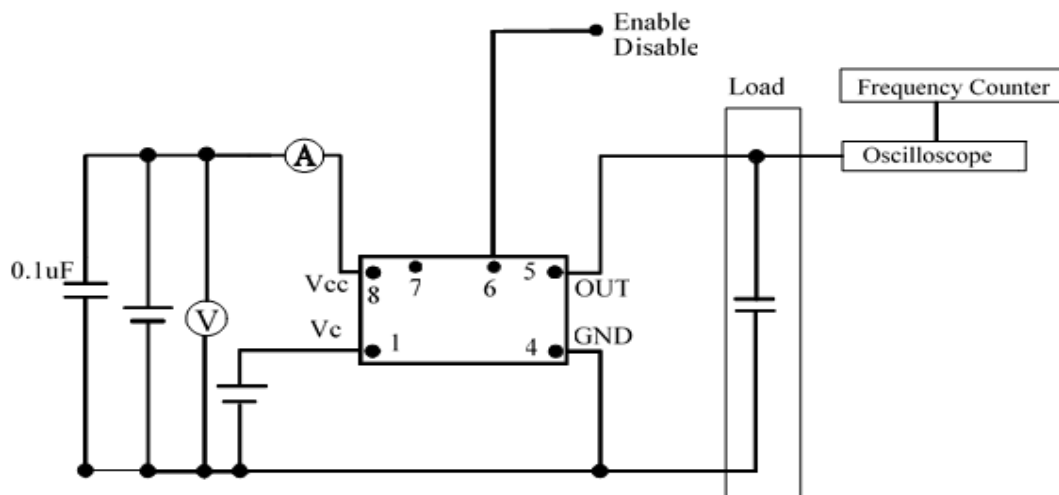 Enable
Disable
Load
Frequency Counter
Oscilloscope
A
0.1uF
Vcc
8
7
6
5
OUT
V
Vc
1
4
GND